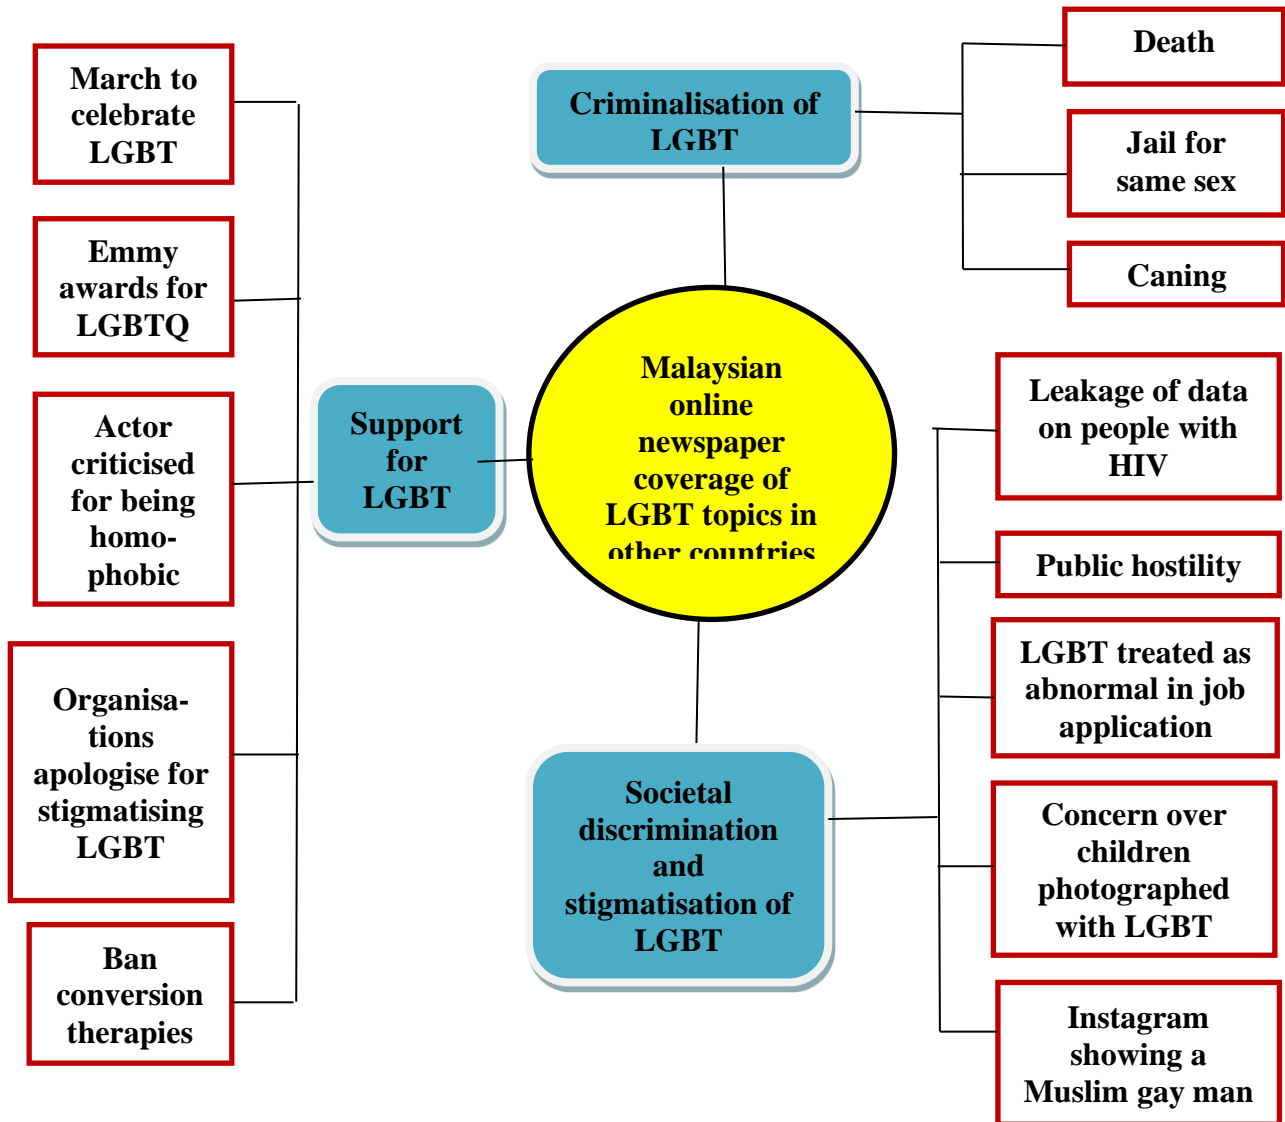 March to
celebrate
LGBT
Emmy
awards for
LGBTQ
Actor
criticised
for being
homo-
phobic
Organisa-
tions
apologise for
stigmatising
LGBT
Ban
conversion
therapies
Support
for
LGBT
Malaysian
online
newspaper
coverage of
LGBT topics in
other countries
Criminalisation of
LGBT
Death
Jail for
same sex
Caning
Societal
discrimination
and
stigmatisation of
LGBT
Leakage of data
on people with
HIV
Public hostility
LGBT treated as
abnormal in job
application
Concern over
children
photographed
with LGBT
Instagram
showing a
Muslim gay man